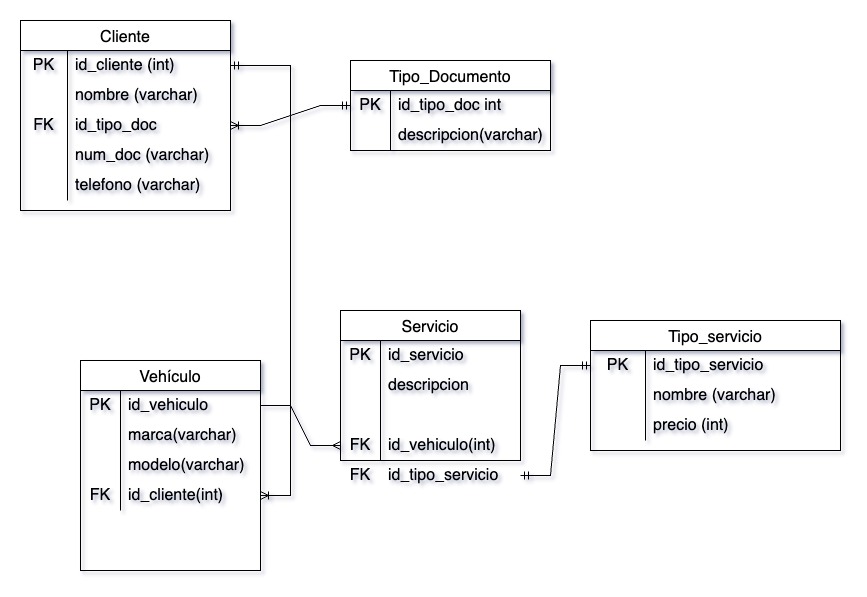 Cliente
PK id_cliente (int)
nombre (varchar)
FK id_tipo_doc
num_doc (varchar)
telefono (varchar)
Tipo_Documento
PK id_tipo_doc int
descripcion(varchar)
Servicio
PK id_servicio
descripcion
FK id_vehiculo(int)
FK id_tipo_servicio
Tipo_servicio
PK id_tipo_servicio
nombre (varchar)
precio (int)
Vehículo
PK id_vehiculo
marca(varchar)
modelo(varchar)
FK id_cliente(int)